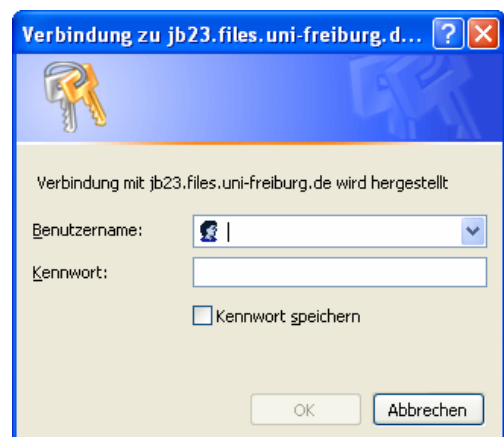 Verbindung zu jb23.files.uni-freiburg.d...
Verbindung mit jb23.files.uni-freiburg.de wird hergestellt
Benutzername:
Kennwort:
Kennwort speichern
OK Abbrechen